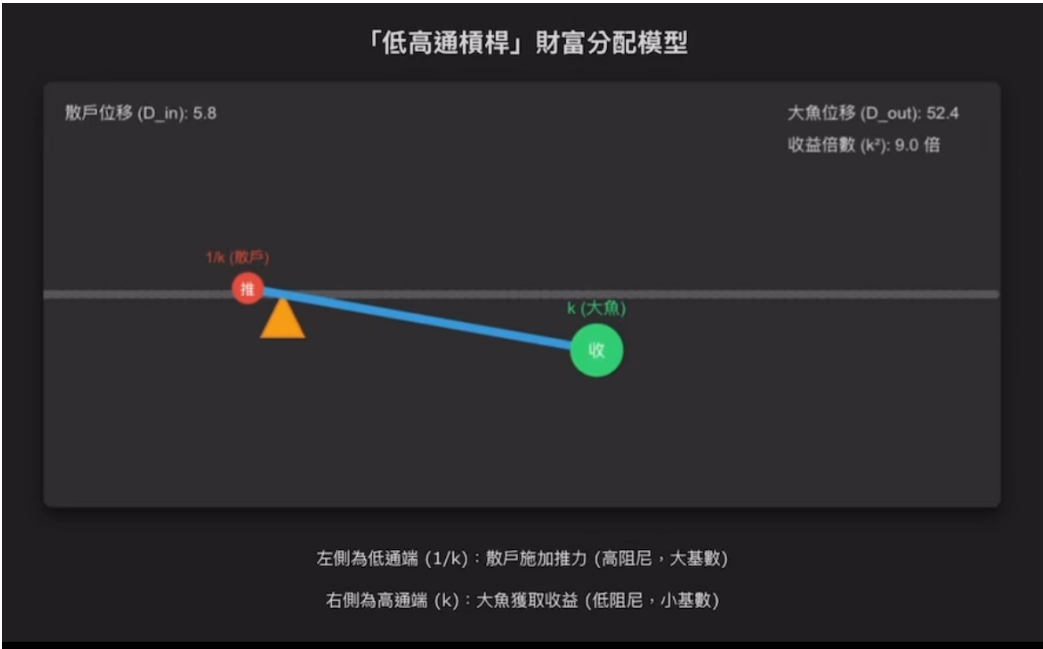 「低高通槓桿」財富分配模型
散戶位移 (D_in): 5.8
大魚位移 (D_out): 52.4
收益倍數 (k²): 9.0 倍
1/k (散戶)
推
k (大魚)
收
左側為低通端 (1/k)：散戶施加推力 (高阻尼，大基數)
右側為高通端 (k)：大魚獲取收益 (低阻尼，小基數)